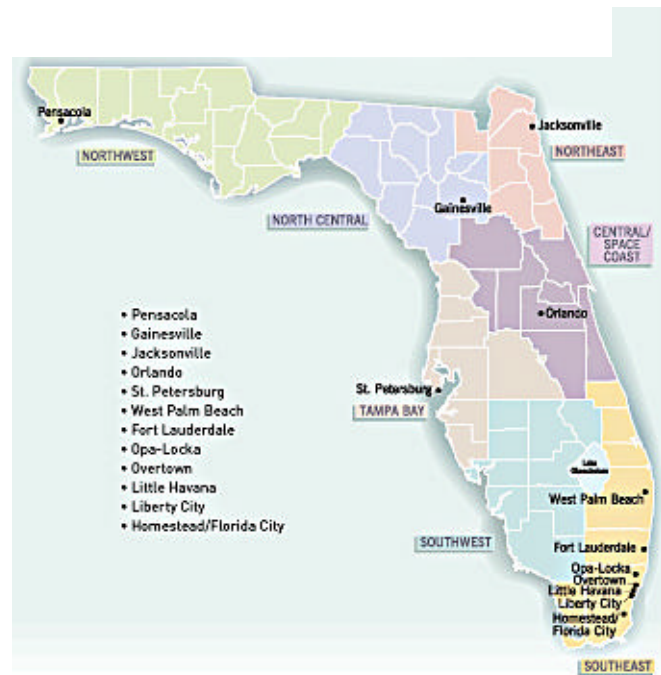 Pensacola
NORTHWEST
Jacksonville
NORTHEAST
Gainesville
NORTH CENTRAL
CENTRAL/
SPACE
COAST
Orlando
• Pensacola
• Gainesville
• Jacksonville
• Orlando
• St. Petersburg
• West Palm Beach
• Fort Lauderdale
• Opa-Locka
• Overtown
• Little Havana
• Liberty City
• Homestead/Florida City
St. Petersburg
TAMPA BAY
Lake
West Palm Beach
SOUTHWEST
Fort Lauderdale
Opa-Locka
Overtown
Little Havana
Liberty City
Homestead/
Florida City
SOUTHEAST